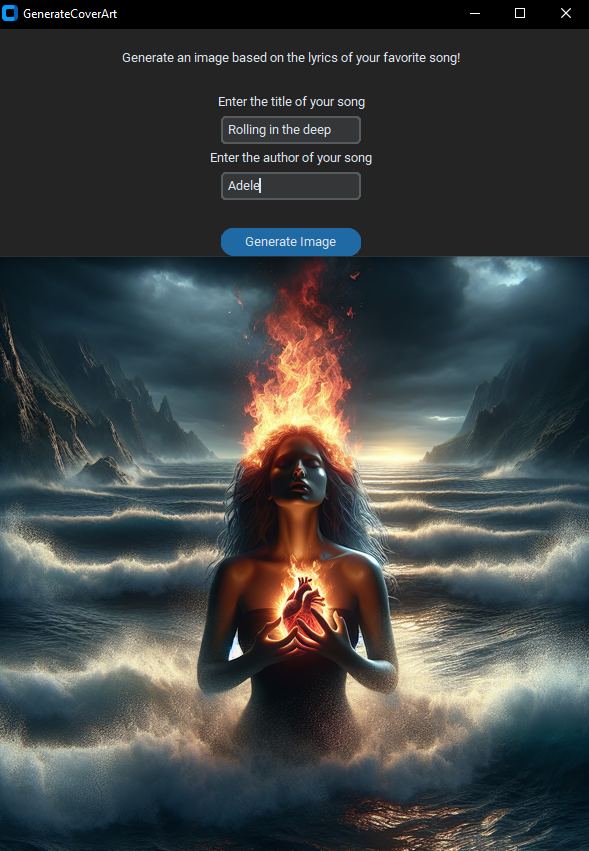 GenerateCoverArt
Generate an image based on the lyrics of your favorite song!
Enter the title of your song
Rolling in the deep
Enter the author of your song
Adele
Generate Image